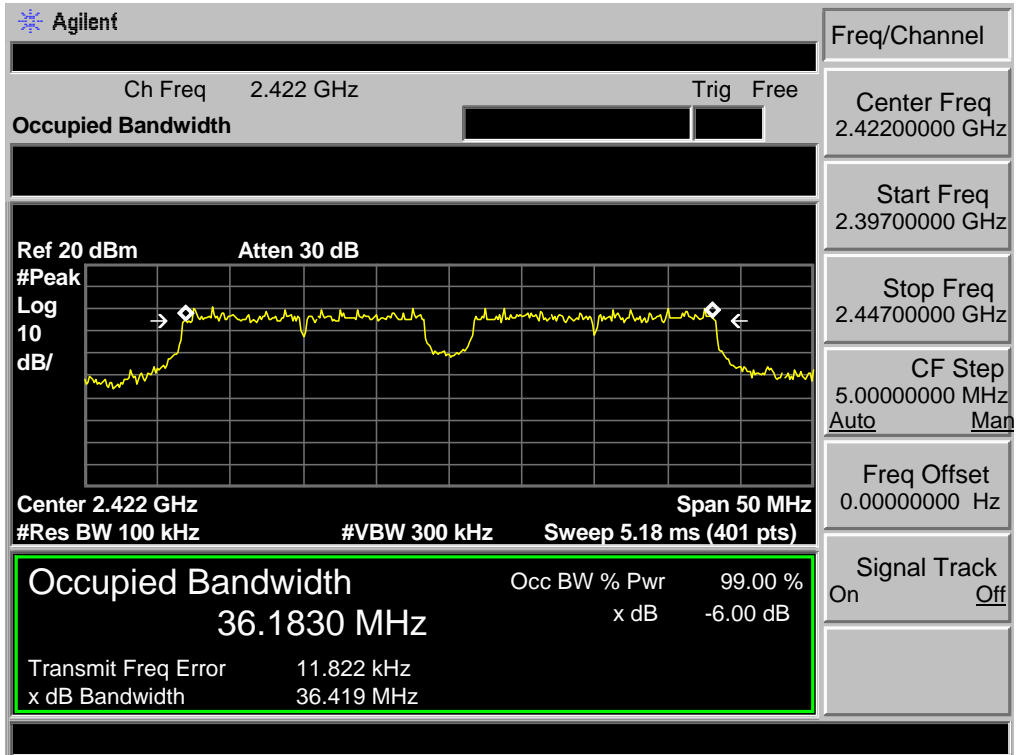 Agilent
Freq/Channel
Ch Freq 2.422 GHz Trig Free
Occupied Bandwidth
Center Freq
2.42200000 GHz
Start Freq
2.39700000 GHz
Ref 20 dBm Atten 30 dB
#Peak
Log
10
dB/
Stop Freq
2.44700000 GHz
CF Step
5.00000000 MHz
Auto Man
Freq Offset
0.00000000 Hz
Center 2.422 GHz Span 50 MHz
#Res BW 100 kHz #VBW 300 kHz Sweep 5.18 ms (401 pts)
Signal Track
On Off
Occupied Bandwidth Occ BW % Pwr 99.00 %
36.1830 MHz x dB -6.00 dB
Transmit Freq Error 11.822 kHz
x dB Bandwidth 36.419 MHz